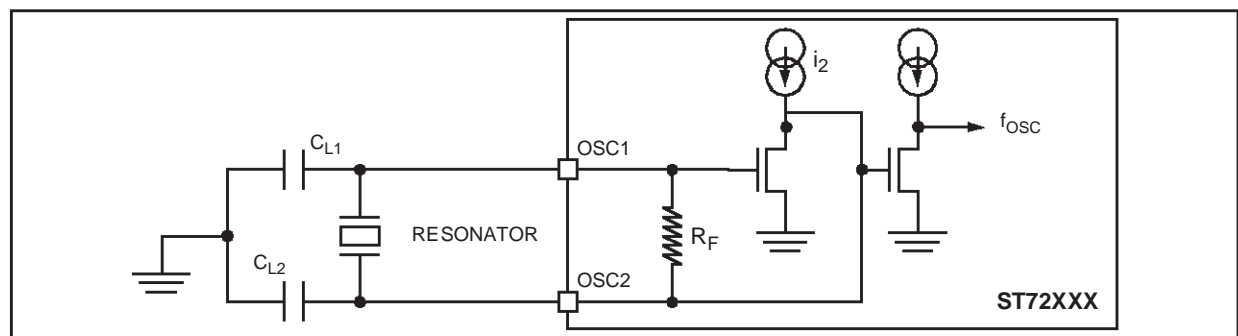 i2
fOSC
CL1
OSC1
RESONATOR
RF
CL2
OSC2
ST72XXX